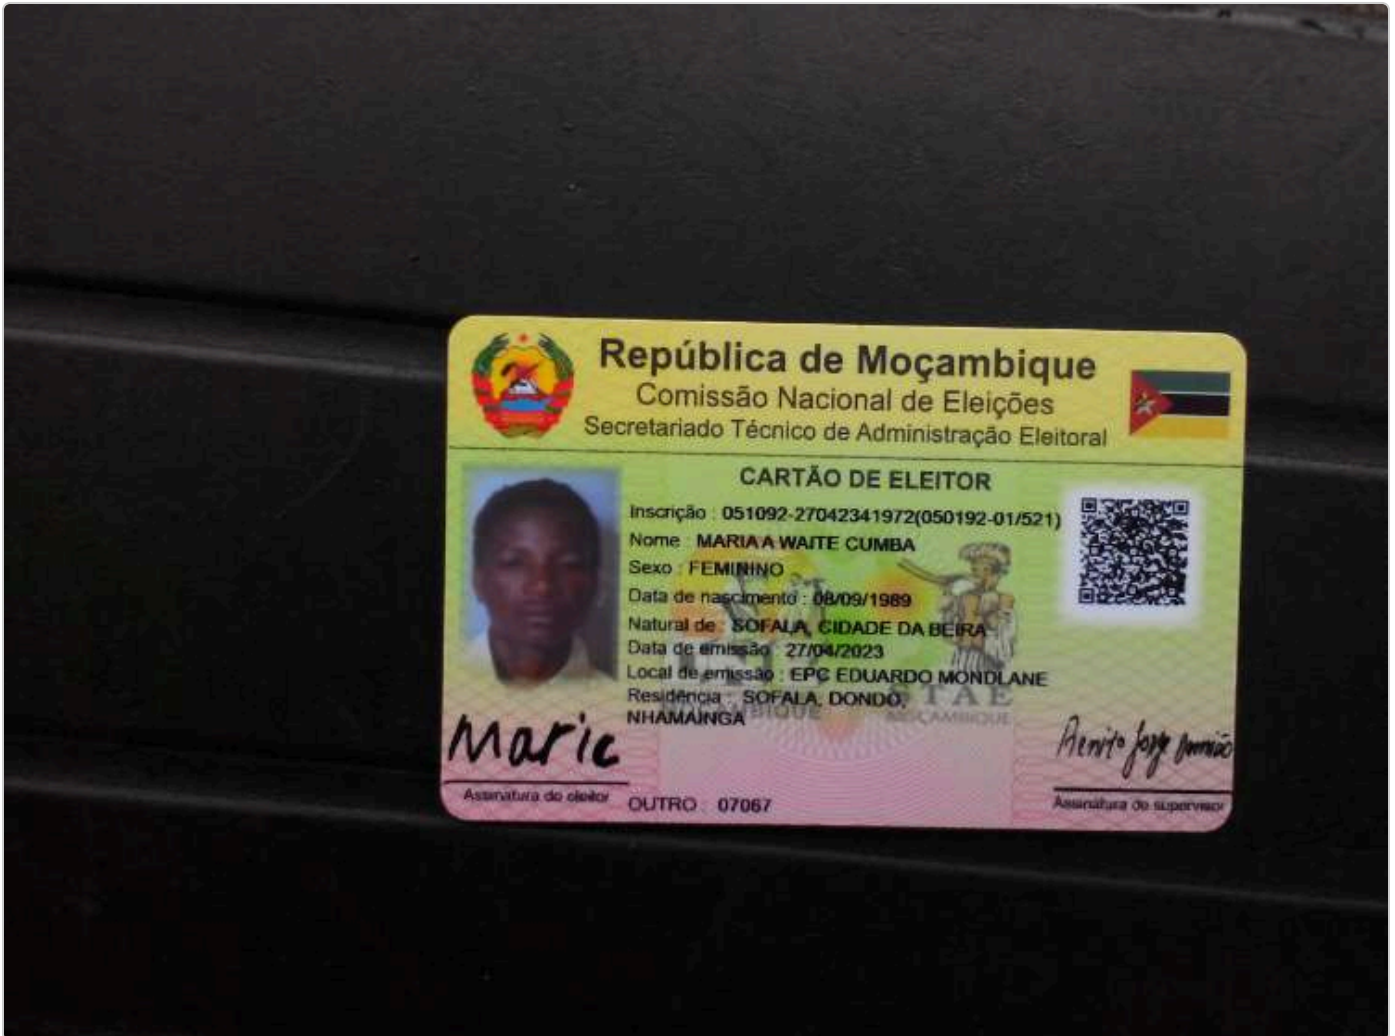 República de Moçambique
Comissão Nacional de Eleições
Secretariado Técnico de Administração Eleitoral
CARTÃO DE ELEITOR
Inscrição : 051092-27042341972(050192-01/521)
Nome : MARIA A WAITE CUMBA
Sexo : FEMININO
Data de nascimento : 08/09/1989
Natural de : SOFALA, CIDADE DA BEIRA
Data de emissão : 27/04/2023
Local de emissão : EPC EDUARDO MONDLANE
Residência : SOFALA, DONDO,
NHAMAINGA
STAE
MOÇAMBIQUE
Maric
Assinatura do eleitor
OUTRO : 07067
Jorge
Assinatura do supervisor